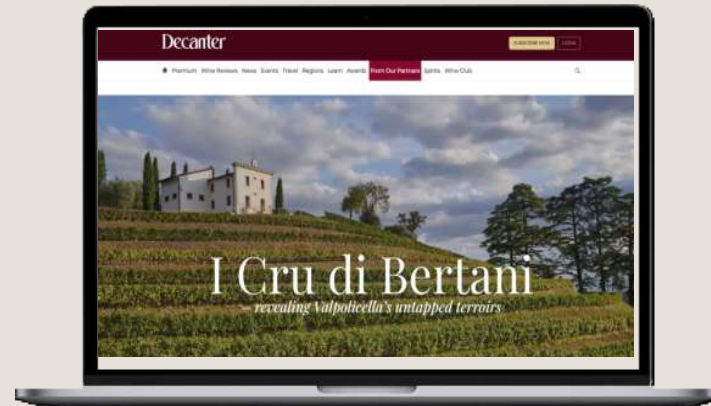 Decanter
SUBSCRIBE NOW LOGIN
Premium Wine Reviews News Events Travel Regions Learn Awards From Our Partners Spirits Wine Club
I Cru di Bertani
— revealing Valpolicella's untapped terroirs